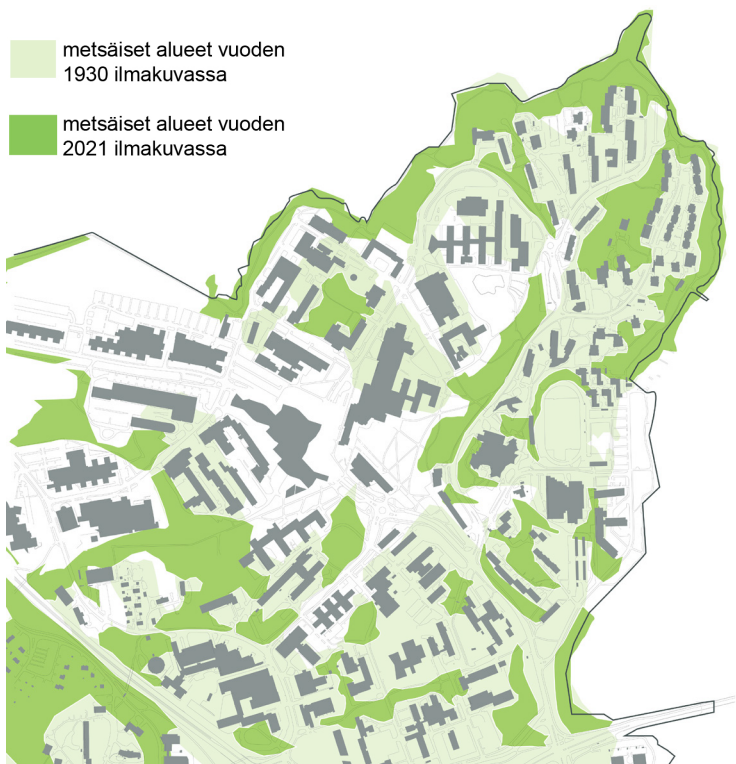 metsäiset alueet vuoden
1930 ilmakuvassa
metsäiset alueet vuoden
2021 ilmakuvassa